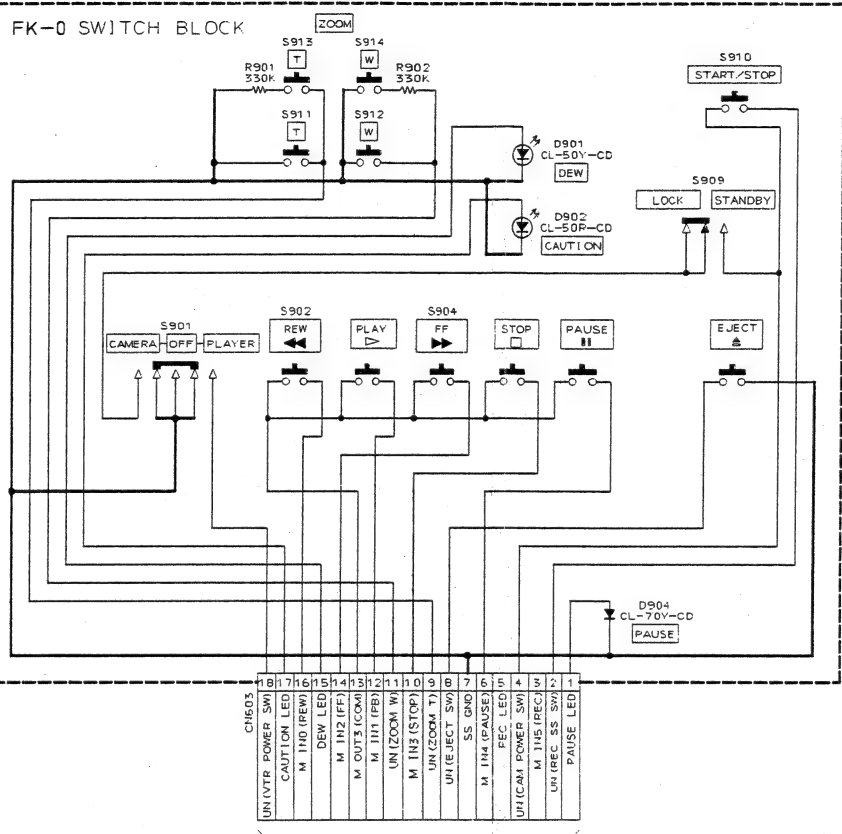 FK-0 SWITCH BLOCK
ZOOM
S913
S914
T
W
R901
330K
R902
330K
S911
S912
T
W
S910
START/STOP
D901
CL-50Y-CD
DEW
D902
CL-50R-CD
CAUTION
S909
LOCK
STANDBY
S901
CAMERA
OFF
PLAYER
S902
REW
PLAY
S904
FF
STOP
PAUSE
EJECT
D904
CL-70Y-CD
PAUSE
CN603
18 17 16 15 14 13 12 11 10 9 8 7 6 5 4 3 2 1
UN(VTR POWER SW)
CAUTION LED
M IN0(REW)
DEW LED
M IN2(FF)
M OUT3(COM)
M IN1(PB)
UN(ZOOM W)
M IN3(STOP)
UN(ZOOM T)
UN(EJECT SW)
SS GND
M IN4(PAUSE)
REC LED
UN(CAM POWER SW)
M IN5(REC)
UN(REC SS SW)
PAUSE LED